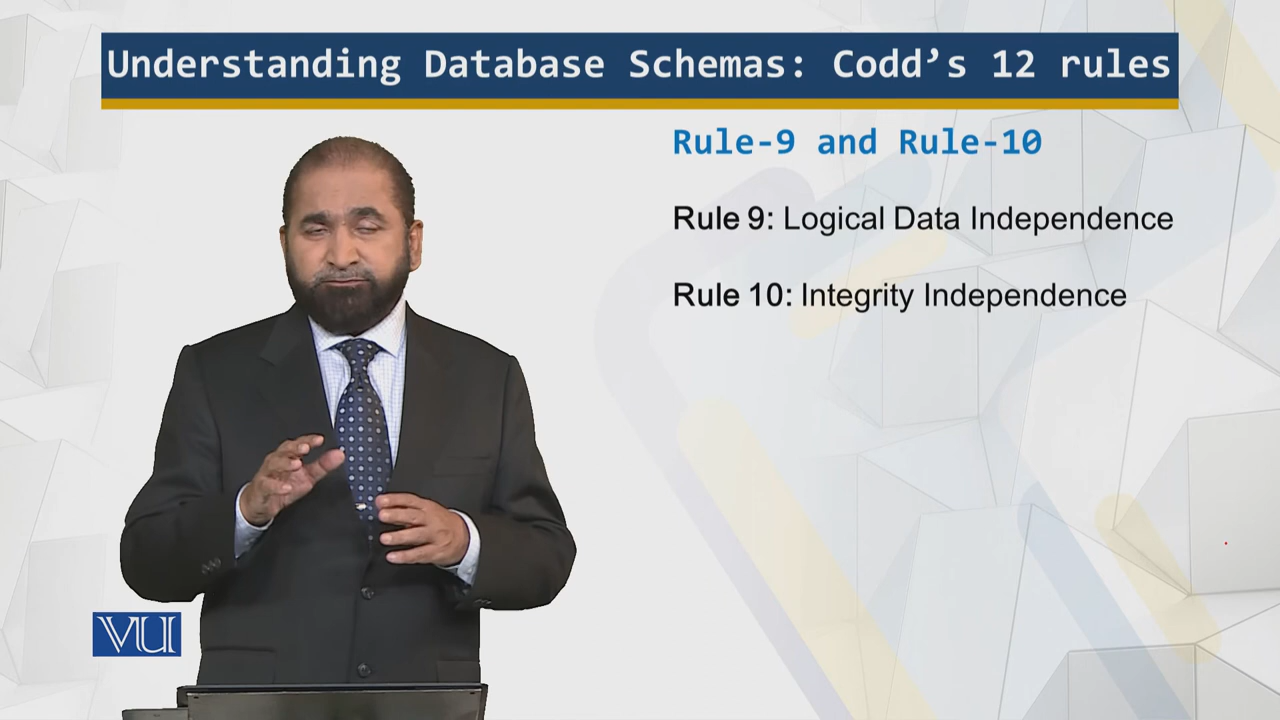 Understanding Database Schemas: Codd’s 12 rules
Rule-9 and Rule-10
Rule 9: Logical Data Independence
Rule 10: Integrity Independence
VU